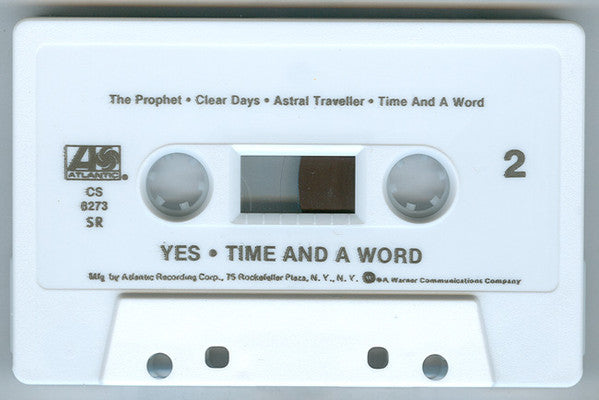 The Prophet • Clear Days • Astral Traveller • Time And A Word
ATLANTIC
CS
8273
SR
2
YES • TIME AND A WORD
Mfg. by Atlantic Recording Corp., 75 Rockefeller Plaza, N.Y., N.Y. A Warner Communications Company